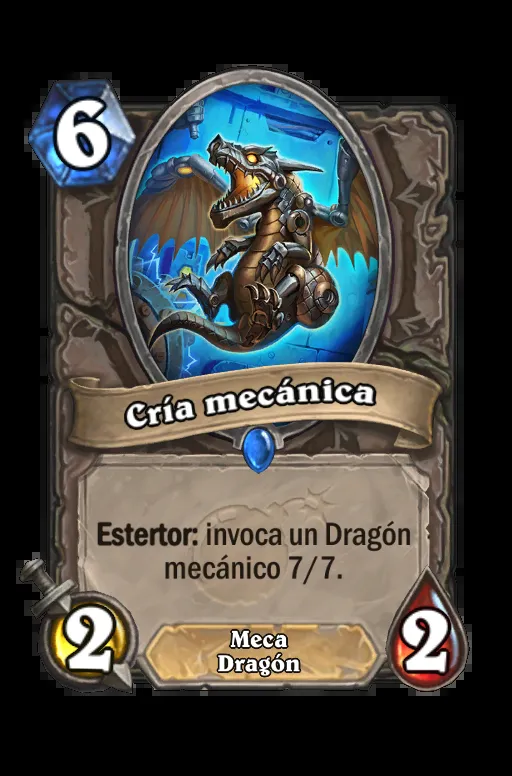 6
Cría mecánica
Estertor: invoca un Dragón
mecánico 7/7.
2
Meca
Dragón
2